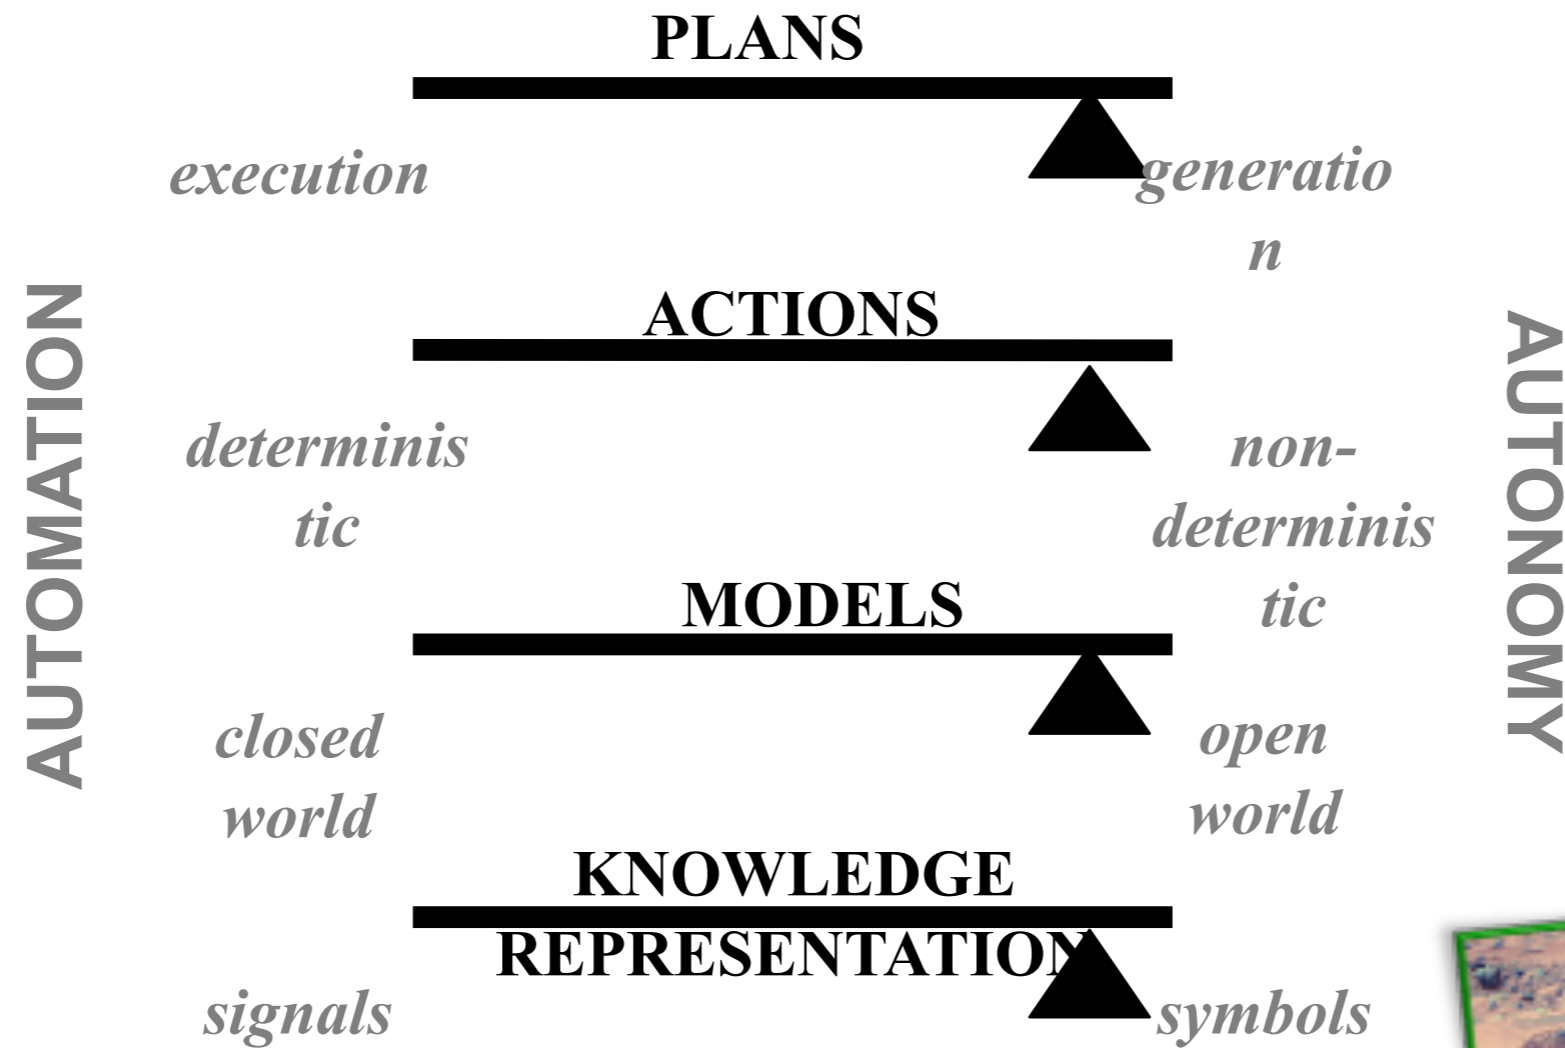 PLANS
execution
generatio
n
ACTIONS
AUTOMATION
AUTONOMY
determinis
tic
non-
determinis
tic
MODELS
closed
world
open
world
KNOWLEDGE
REPRESENTATION
signals
symbols